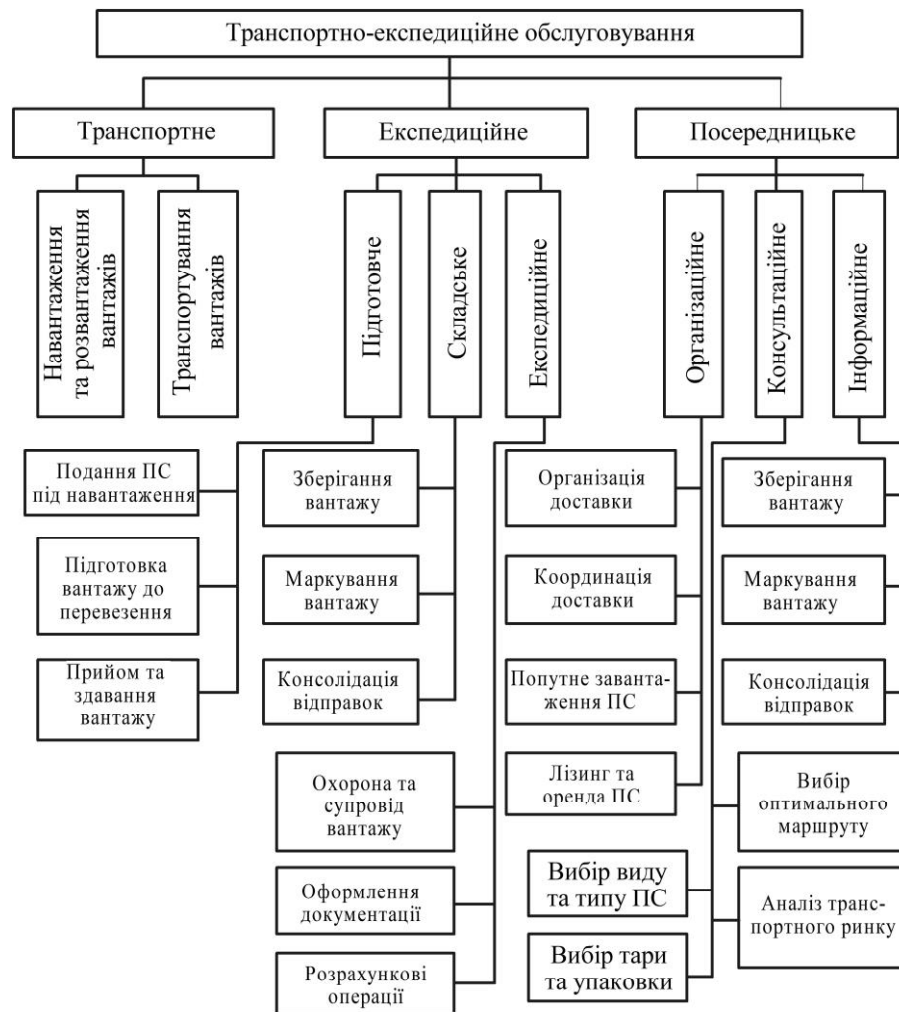 Транспортно-експедиційне обслуговування
Транспортне
Експедиційне
Посередницьке
Навантаження
та розвантаження
вантажів
Транспортування
вантажів
Підготовче
Складське
Експедиційне
Організаційне
Консультаційне
Інформаційне
Подання ПС
під навантаження
Підготовка
вантажу до
перевезення
Прийом та
здавання
вантажу
Зберігання
вантажу
Маркування
вантажу
Консолідація
відправок
Охорона та
супровід
вантажу
Оформлення
документації
Розрахункові
операції
Організація
доставки
Координація
доставки
Попутне заванта-
ження ПС
Лізинг та
оренда ПС
Вибір виду
та типу ПС
Вибір тари
та упаковки
Зберігання
вантажу
Маркування
вантажу
Консолідація
відправок
Вибір
оптимального
маршруту
Аналіз транс-
портного ринку